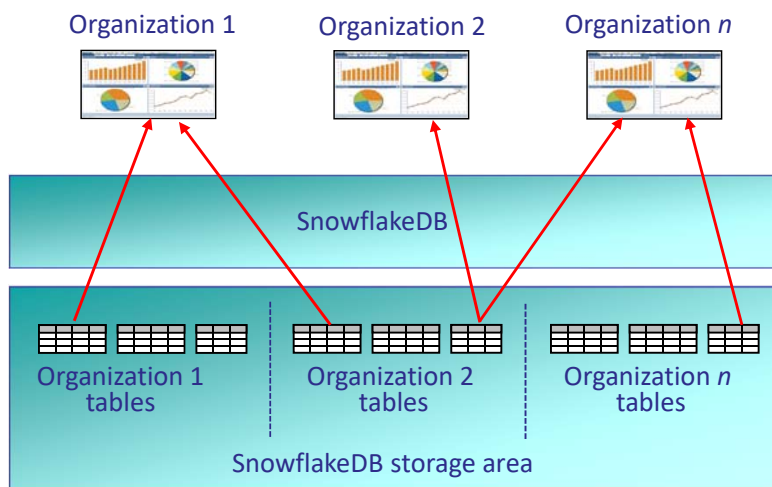 Organization 1
Organization 2
Organization n
SnowflakeDB
Organization 1
tables
Organization 2
tables
Organization n
tables
SnowflakeDB storage area